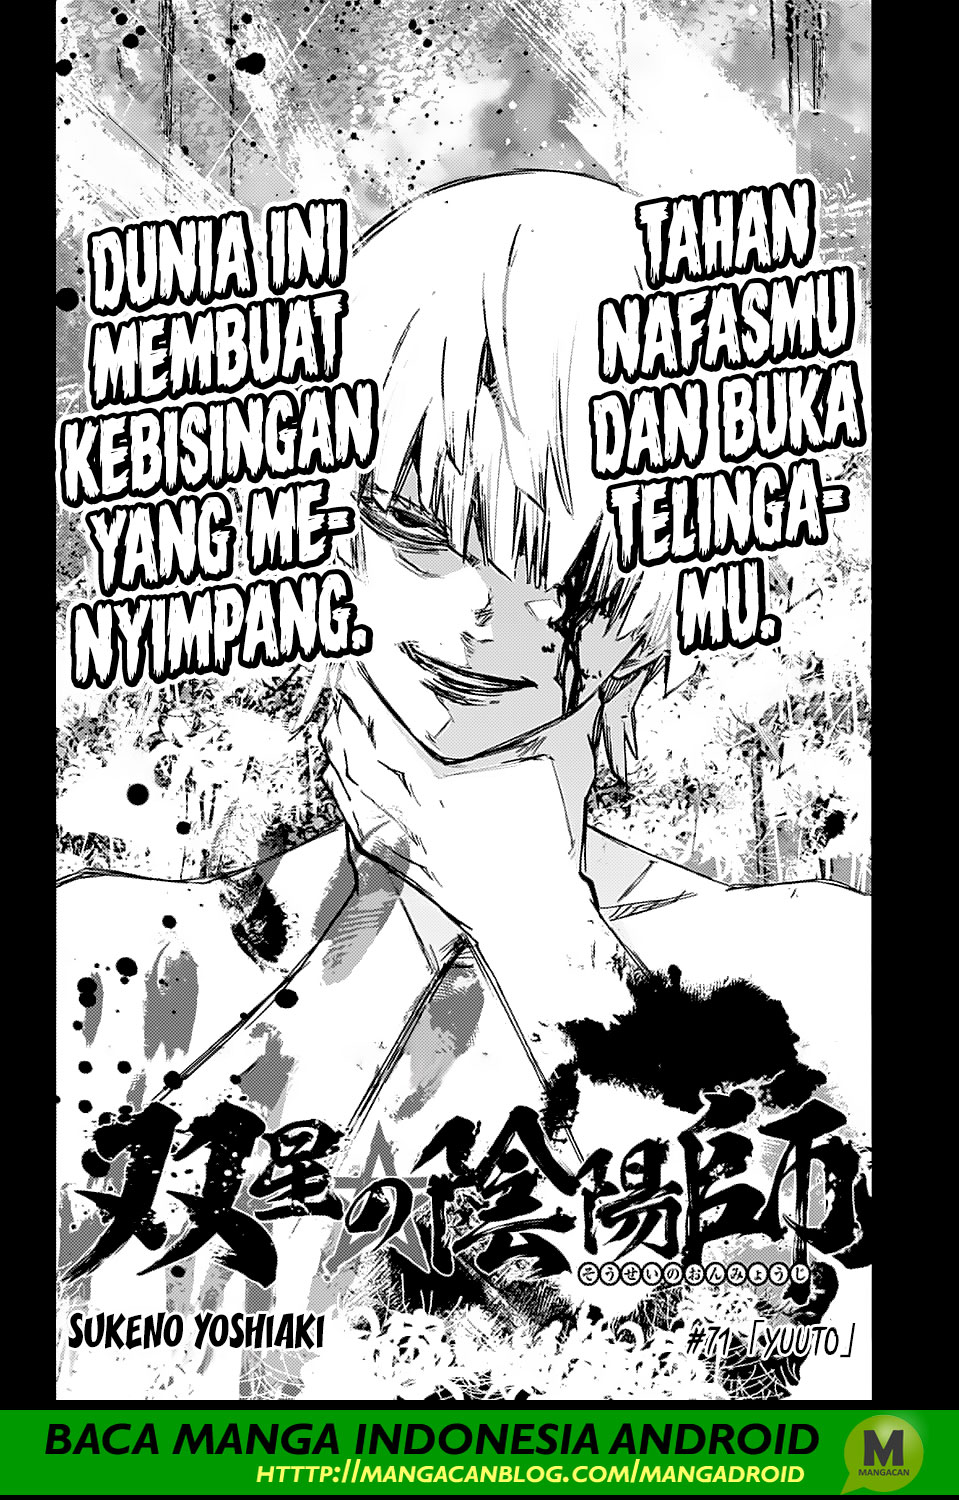 TAHAN
NAFASMU
DAN BUKA
TELINGA-
MU.
DUNIA INI
MEMBUAT
KEBISINGAN
YANG ME-
NYIMPANG.
双星の陰陽師
そうせいのおんみょうじ
SUKENO YOSHIAKI
#71「YUUTO」
BACA MANGA INDONESIA ANDROID
HTTTP://MANGACANBLOG.COM/MANGADROID
M
MANGACAN